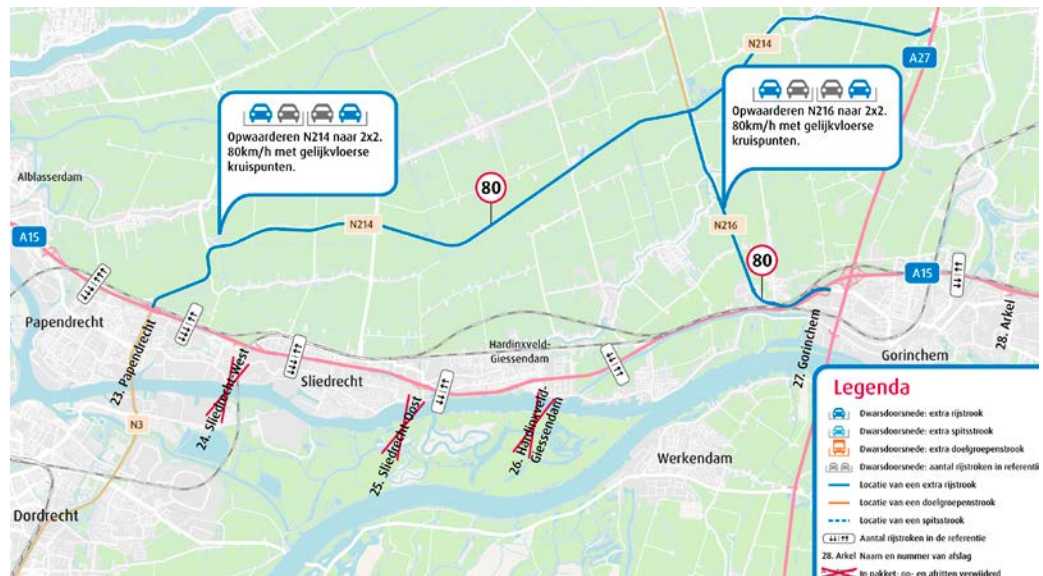 N214
A27
Opwaarderen N214 naar 2x2.
80km/h met gelijkvloerse
kruispunten.
Opwaarderen N216 naar 2x2.
80km/h met gelijkvloerse
kruispunten.
Alblasserdam
80
A15
N214
N216
80
A15
Papendrecht
23. Papendrecht
Hardinxveld-
Giessendam
27. Gorinchem
28. Arkel
Gorinchem
Sliedrecht
24. Sliedrecht-West
N3
25. Sliedrecht-Oost
26. Hardinxveld-
Giessendam
Werkendam
Dordrecht
Legenda
Dwarsdoorsnede: extra rijstrook
Dwarsdoorsnede: extra spitsstrook
Dwarsdoorsnede: extra doelgroepenstrook
Dwarsdoorsnede: aantal rijstroken in referentie
Locatie van een extra rijstrook
Locatie van een doelgroepenstrook
Locatie van een spitsstrook
Aantal rijstroken in de referentie
28. Arkel Naam en nummer van afslag
In pakket: op- en afritten verwijderd